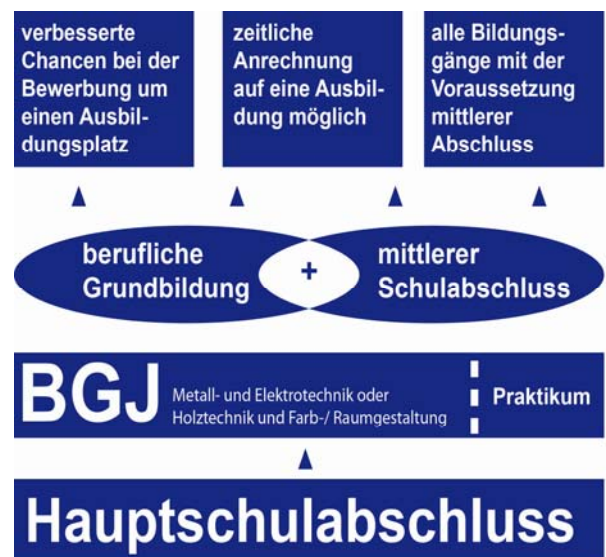 verbesserte
Chancen bei der
Bewerbung um
einen Ausbil-
dungsplatz
zeitliche
Anrechnung
auf eine Ausbil-
dung möglich
alle Bildungs-
gänge mit der
Voraussetzung
mittlerer
Abschluss
berufliche
Grundbildung
+
mittlerer
Schulabschluss
BGJ
Metall- und Elektrotechnik oder
Holztechnik und Farb-/ Raumgestaltung
Praktikum
Hauptschulabschluss